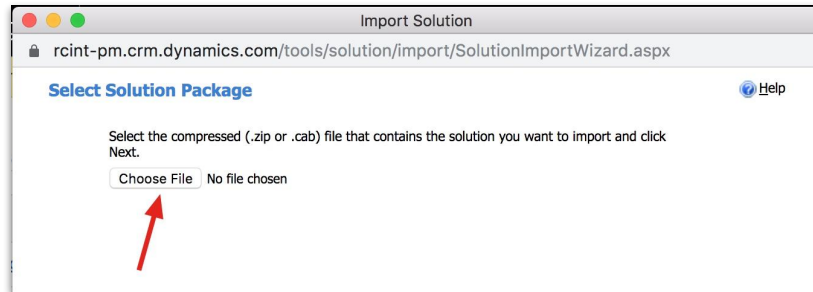 Import Solution
rcint-pm.crm.dynamics.com/tools/solution/import/SolutionImportWizard.aspx
Select Solution Package
Help
Select the compressed (.zip or .cab) file that contains the solution you want to import and click
Next.
Choose File No file chosen